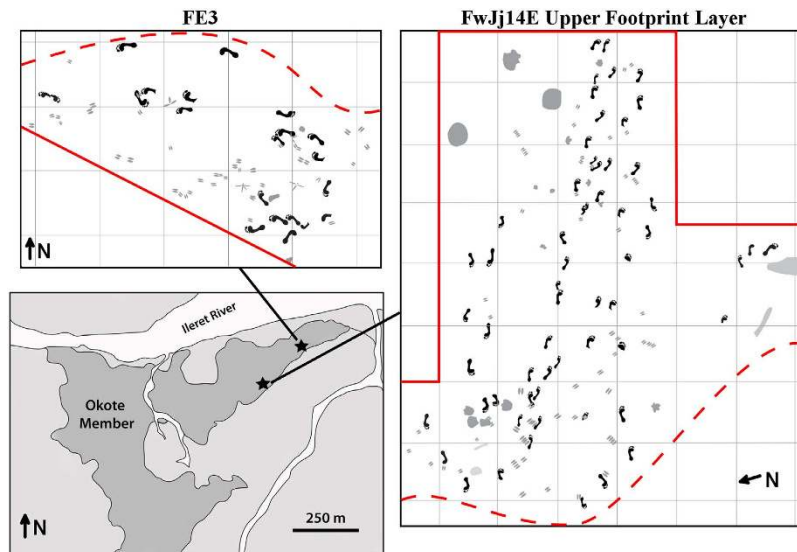 FE3
FwJj14E Upper Footprint Layer
N
Ileret River
Okote
Member
N
250 m
N